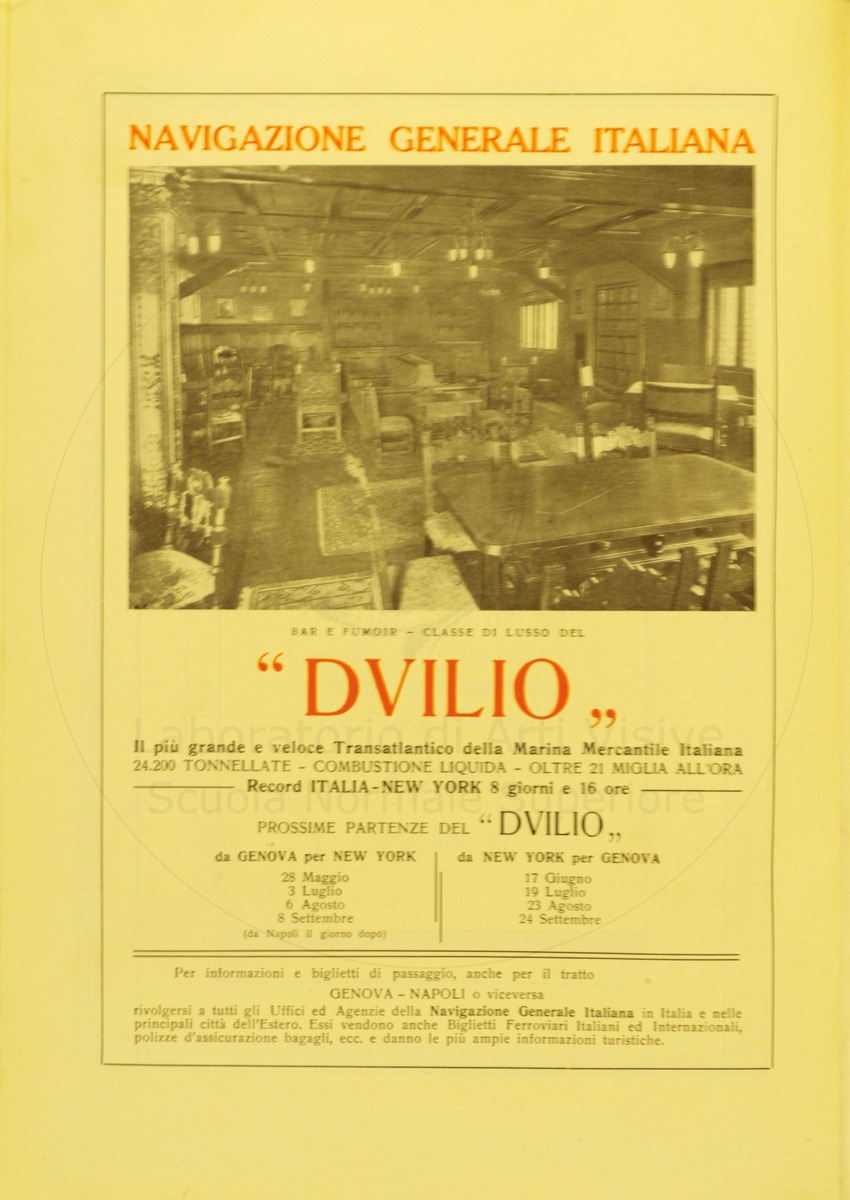 NAVIGAZIONE GENERALE ITALIANA
BAR E FUMOIR – CLASSE DI LUSSO DEL
“ DVILIO „
Il più grande e veloce Transatlantico della Marina Mercantile Italiana
24.200 TONNELLATE – COMBUSTIONE LIQUIDA – OLTRE 21 MIGLIA ALL'ORA
Record ITALIA-NEW YORK 8 giorni e 16 ore
PROSSIME PARTENZE DEL “ DVILIO „
da GENOVA per NEW YORK
28 Maggio
3 Luglio
6 Agosto
8 Settembre
(da Napoli il giorno dopo)
da NEW YORK per GENOVA
17 Giugno
19 Luglio
23 Agosto
24 Settembre
Per informazioni e biglietti di passaggio, anche per il tratto
GENOVA – NAPOLI o viceversa
rivolgersi a tutti gli Uffici ed Agenzie della Navigazione Generale Italiana in Italia e nelle
principali città dell'Estero. Essi vendono anche Biglietti Ferroviari Italiani ed Internazionali,
polizze d'assicurazione bagagli, ecc. e danno le più ampie informazioni turistiche.
Laboratorio di Arti Visive
Scuola Normale Superiore